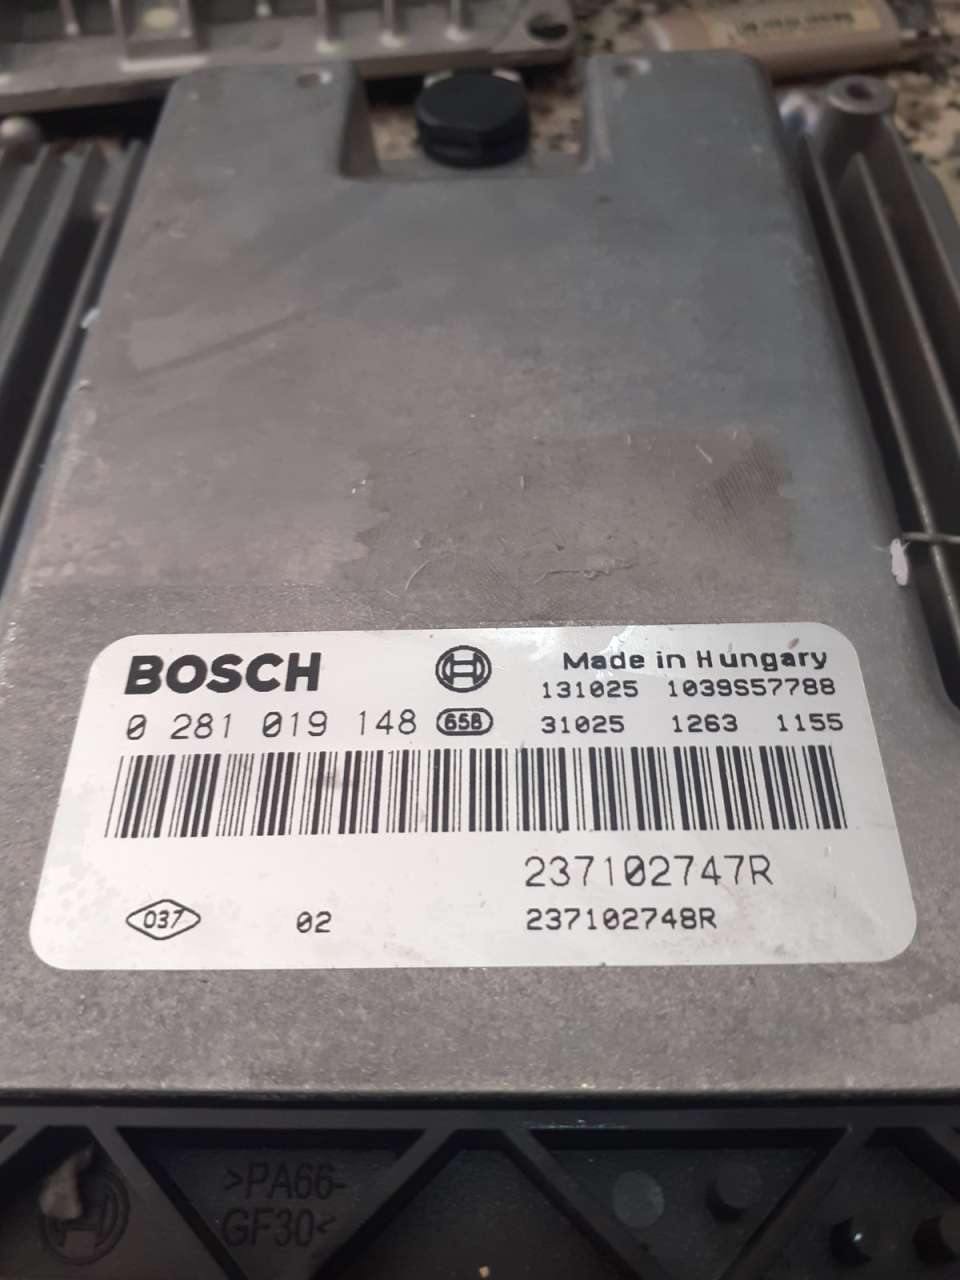 BOSCH
Made in Hungary
131025 1039S57788
0 281 019 148 658
31025 1263 1155
237102747R
037 02 237102748R
>PA66-
GF30<